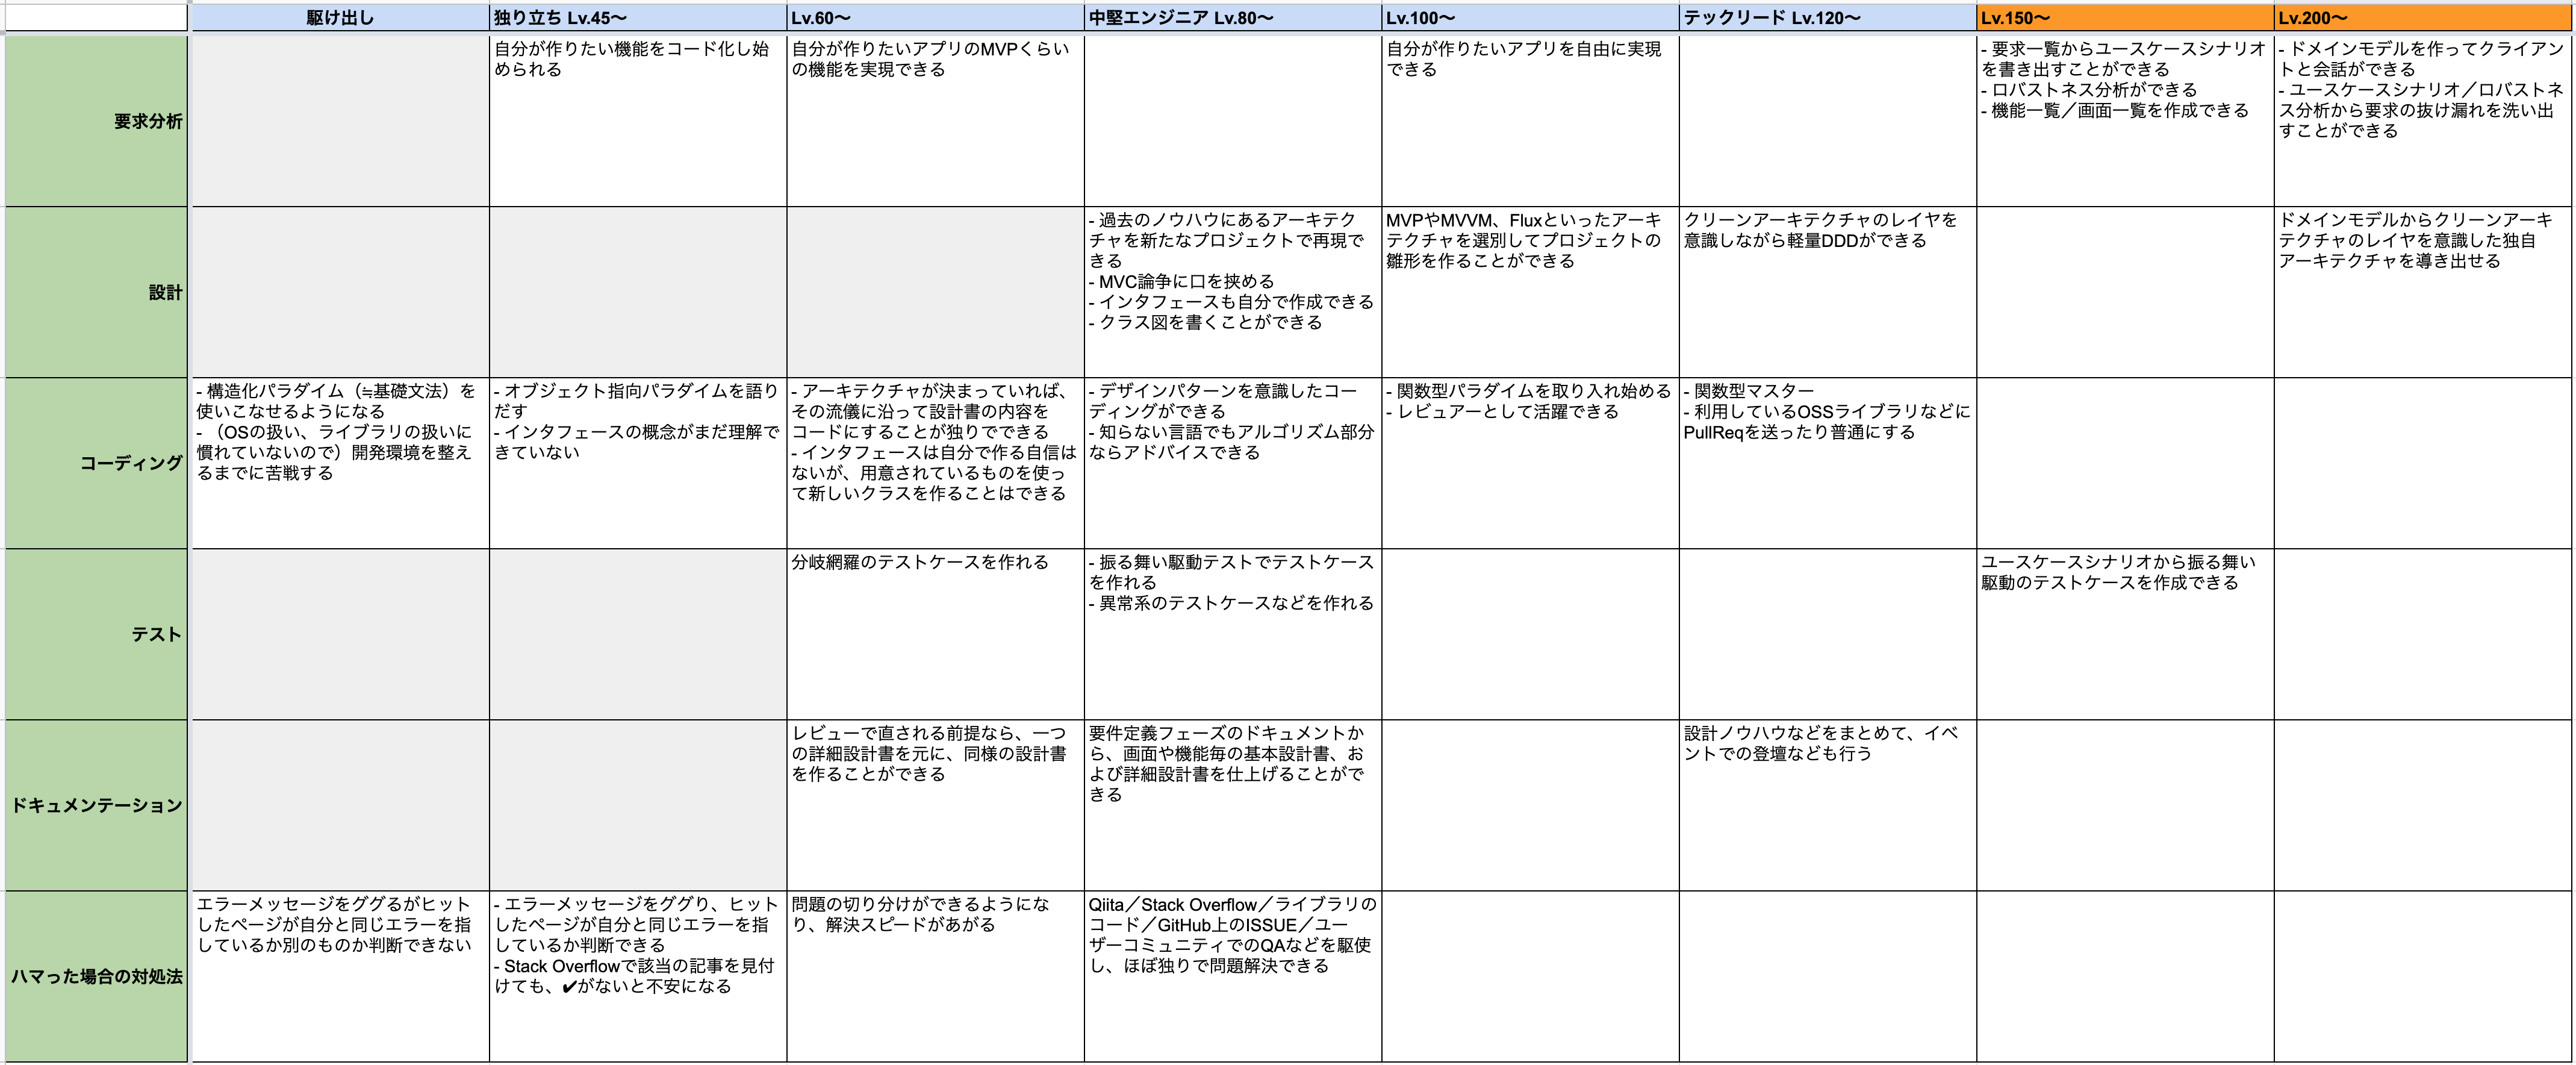 駆け出し
独り立ち Lv.45〜
Lv.60〜
中堅エンジニア Lv.80〜
Lv.100〜
テックリード Lv.120〜
Lv.150〜
Lv.200〜
要求分析
自分が作りたい機能をコード化し始
められる
自分が作りたいアプリのMVPくらい
の機能を実現できる
自分が作りたいアプリを自由に実現
できる
- 要求一覧からユースケースシナリオ
を書き出すことができる
- ロバストネス分析ができる
- 機能一覧／画面一覧を作成できる
- ドメインモデルを作ってクライアン
トと会話ができる
- ユースケースシナリオ／ロバストネ
ス分析から要求の抜け漏れを洗い出
すことができる
設計
- 過去のノウハウにあるアーキテク
チャを新たなプロジェクトで再現で
きる
- MVC論争に口を挟める
- インタフェースも自分で作成できる
- クラス図を書くことができる
MVPやMVVM、Fluxといったアーキ
テクチャを選別してプロジェクトの
雛形を作ることができる
クリーンアーキテクチャのレイヤを
意識しながら軽量DDDができる
ドメインモデルからクリーンアーキ
テクチャのレイヤを意識した独自
アーキテクチャを導き出せる
コーディング
- 構造化パラダイム（≒基礎文法）を
使いこなせるようになる
- （OSの扱い、ライブラリの扱いに
慣れていないので）開発環境を整え
るまでに苦戦する
- オブジェクト指向パラダイムを語り
だす
- インタフェースの概念がまだ理解で
きていない
- アーキテクチャが決まっていれば、
その流儀に沿って設計書の内容を
コードにすることが独りでできる
- インタフェースは自分で作る自信は
ないが、用意されているものを使っ
て新しいクラスを作ることはできる
- デザインパターンを意識したコー
ディングができる
- 知らない言語でもアルゴリズム部分
ならアドバイスできる
- 関数型パラダイムを取り入れ始める
- レビュアーとして活躍できる
- 関数型マスター
- 利用しているOSSライブラリなどに
PullReqを送ったり普通にする
テスト
分岐網羅のテストケースを作れる
- 振る舞い駆動テストでテストケース
を作れる
- 異常系のテストケースなどを作れる
ユースケースシナリオから振る舞い
駆動のテストケースを作成できる
ドキュメンテーション
レビューで直される前提なら、一つ
の詳細設計書を元に、同様の設計書
を作ることができる
要件定義フェーズのドキュメントか
ら、画面や機能毎の基本設計書、お
よび詳細設計書を仕上げることがで
きる
設計ノウハウなどをまとめて、イベ
ントでの登壇なども行う
ハマった場合の対処法
エラーメッセージをググるがヒット
したページが自分と同じエラーを指
しているか別のものか判断できない
- エラーメッセージをググり、ヒット
したページが自分と同じエラーを指
しているか判断できる
- Stack Overflowで該当の記事を見付
けても、✔がないと不安になる
問題の切り分けができるようにな
り、解決スピードがあがる
Qiita／Stack Overflow／ライブラリの
コード／GitHub上のISSUE／ユー
ザーコミュニティでのQAなどを駆使
し、ほぼ独りで問題解決できる